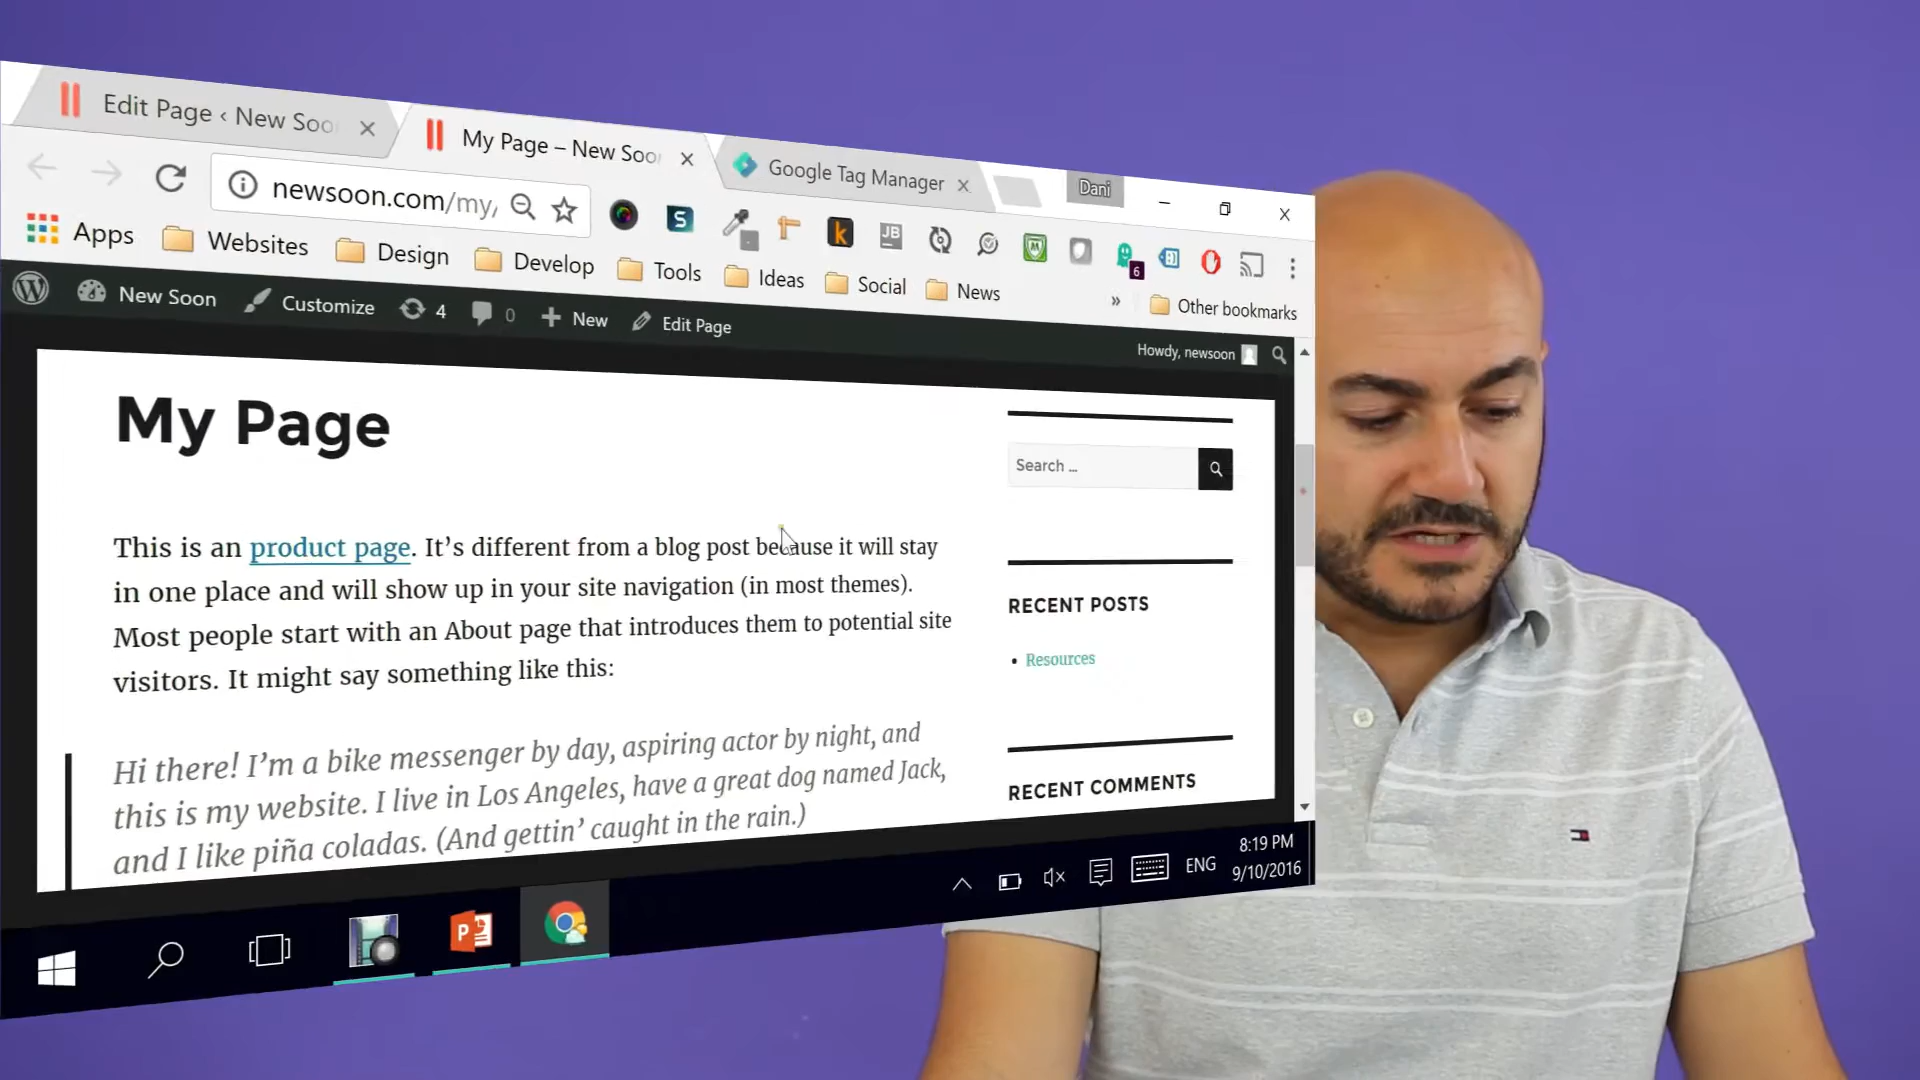 Edit Page ‹ New Soo
My Page – New Soo
Google Tag Manager
Dani
newsoon.com/my
S
k
JB
6
Apps
Websites
Design
Develop
Tools
Ideas
Social
News
»
Other bookmarks
New Soon
Customize
4
0
New
Edit Page
Howdy, newsoon
My Page
Search …
This is an product page. It’s different from a blog post because it will stay
in one place and will show up in your site navigation (in most themes).
Most people start with an About page that introduces them to potential site
visitors. It might say something like this:
RECENT POSTS
• Resources
Hi there! I’m a bike messenger by day, aspiring actor by night, and
this is my website. I live in Los Angeles, have a great dog named Jack,
and I like piña coladas. (And gettin’ caught in the rain.)
RECENT COMMENTS
P
ENG
8:19 PM
9/10/2016